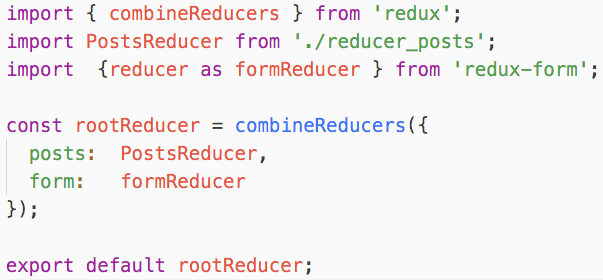 import { combineReducers } from 'redux';
import PostsReducer from './reducer_posts';
import  {reducer as formReducer } from 'redux-form';

const rootReducer = combineReducers({
  posts:  PostsReducer,
  form:   formReducer
});

export default rootReducer;